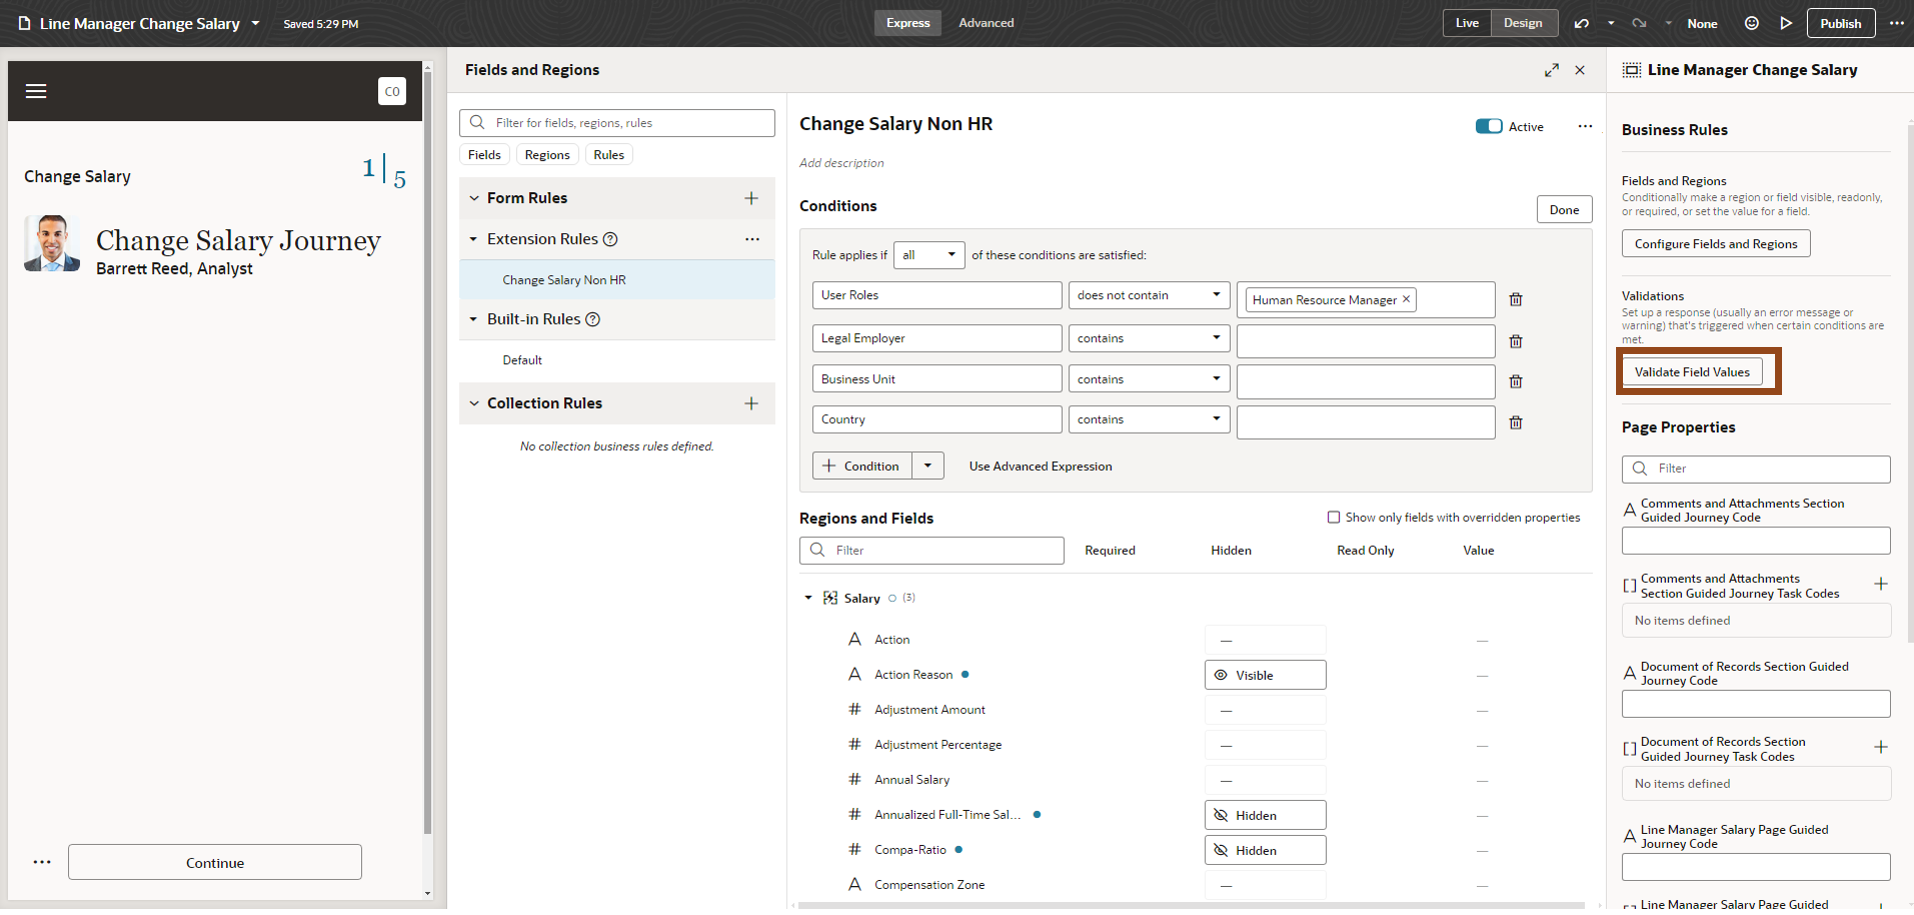 Line Manager Change Salary
Saved 5:29 PM
Express
Advanced
Live
Design
None
Publish
CO
Change Salary
1
5
Change Salary Journey
Barrett Reed, Analyst
Continue
Fields and Regions
Filter for fields, regions, rules
Fields
Regions
Rules
Form Rules
Extension Rules
Change Salary Non HR
Built-in Rules
Default
Collection Rules
No collection business rules defined.
Change Salary Non HR
Active
Add description
Conditions
Done
Rule applies if all of these conditions are satisfied:
User Roles does not contain Human Resource Manager ×
Legal Employer contains
Business Unit contains
Country contains
+ Condition
Use Advanced Expression
Regions and Fields
Show only fields with overridden properties
Filter
Required
Hidden
Read Only
Value
Salary (3)
A Action — —
A Action Reason Visible —
# Adjustment Amount — —
# Adjustment Percentage — —
# Annual Salary — —
# Annualized Full-Time Sal... Hidden —
# Compa-Ratio Hidden —
A Compensation Zone — —
Line Manager Change Salary
Business Rules
Fields and Regions
Conditionally make a region or field visible, readonly,
or required, or set the value for a field.
Configure Fields and Regions
Validations
Set up a response (usually an error message or
warning) that's triggered when certain conditions are
met.
Validate Field Values
Page Properties
Filter
A Comments and Attachments Section
Guided Journey Code
[ ] Comments and Attachments
Section Guided Journey Task Codes
No items defined
A Document of Records Section Guided
Journey Code
[ ] Document of Records Section
Guided Journey Task Codes
No items defined
A Line Manager Salary Page Guided
Journey Code
Line Manager Salary Page Guided